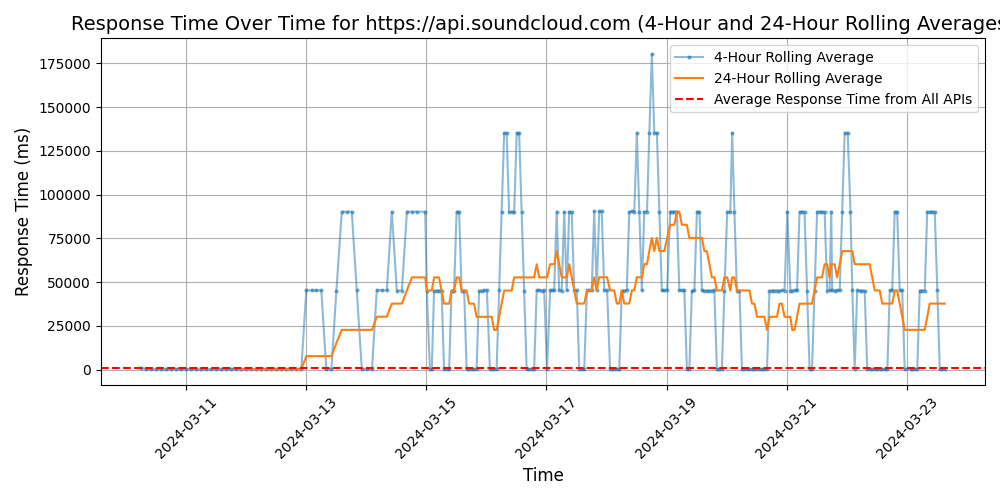 Response Time Over Time for https://api.soundcloud.com (4-Hour and 24-Hour Rolling Averages
4-Hour Rolling Average
24-Hour Rolling Average
Average Response Time from All APIs
Response Time (ms)
175000
150000
125000
100000
75000
50000
25000
0
2024-03-11
2024-03-13
2024-03-15
2024-03-17
2024-03-19
2024-03-21
2024-03-23
Time